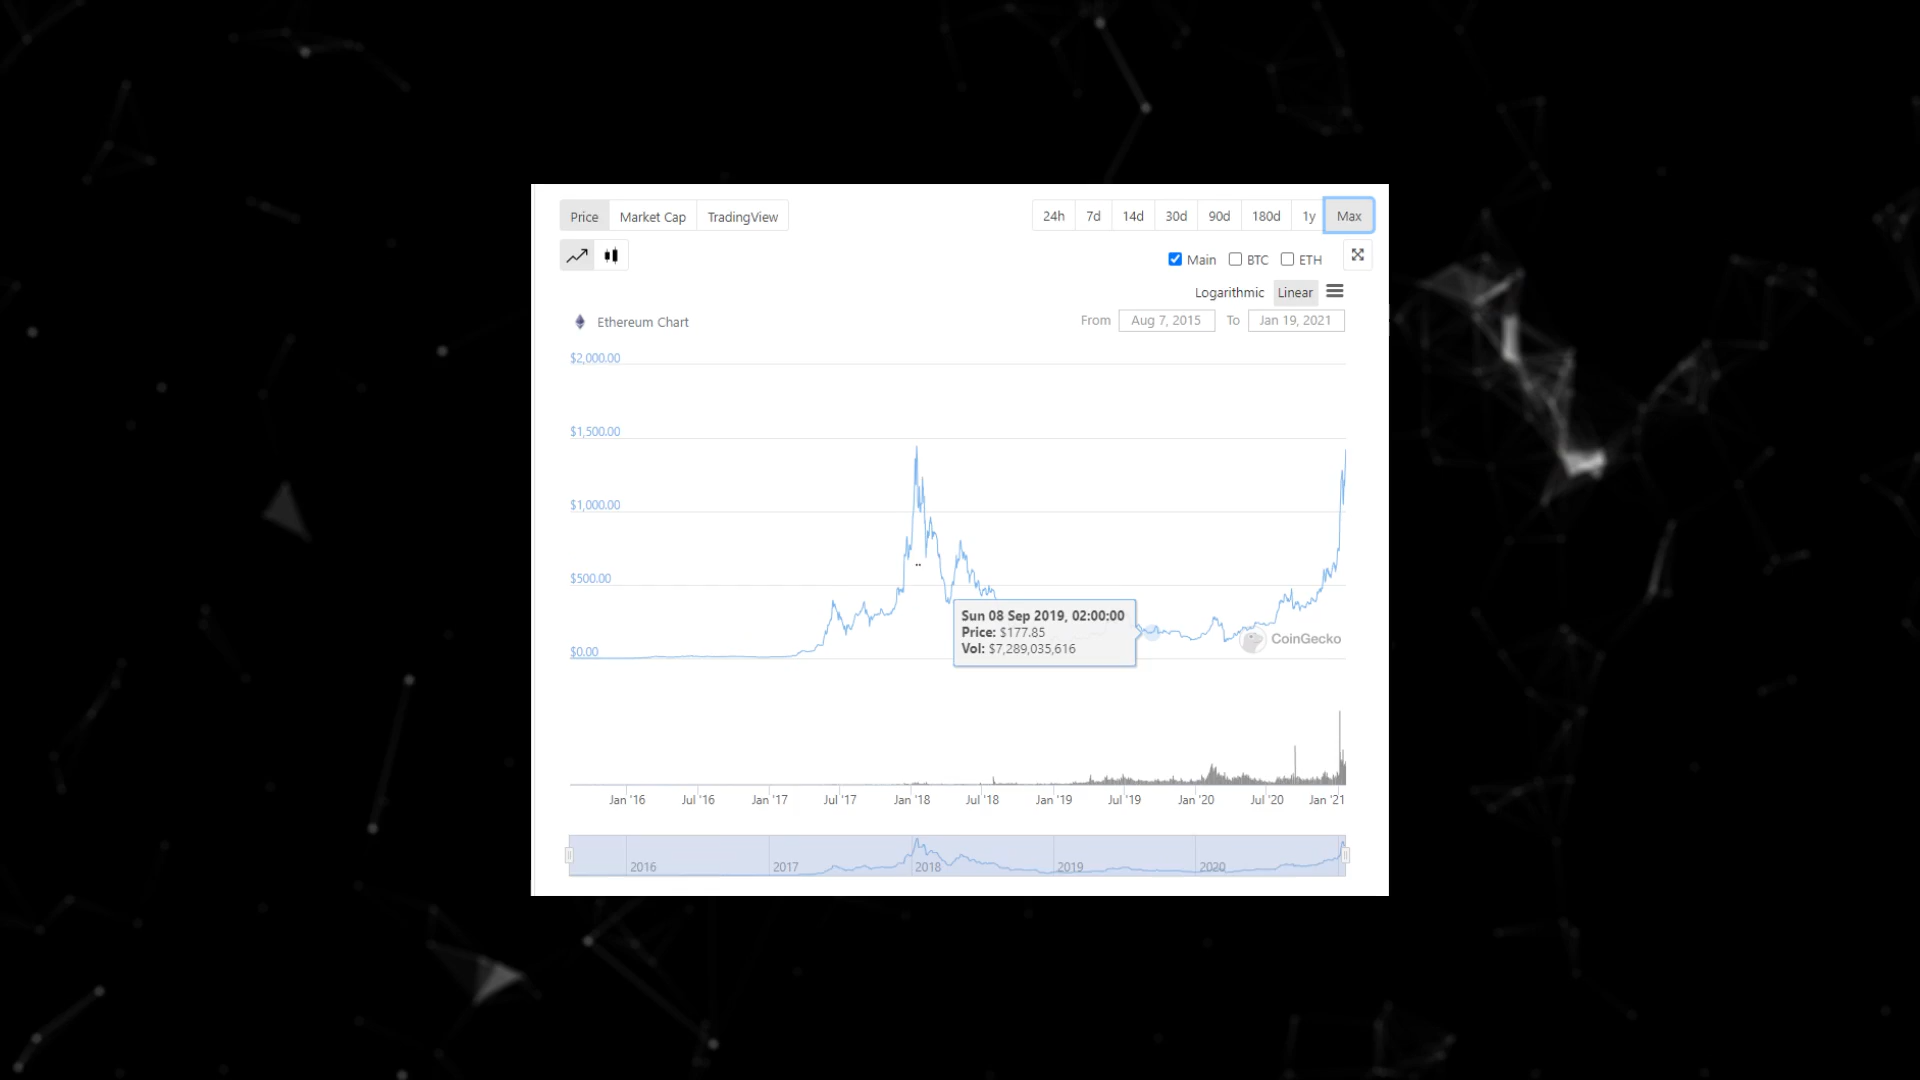 Price Market Cap TradingView
24h 7d 14d 30d 90d 180d 1y Max
Main BTC ETH
Logarithmic Linear
Ethereum Chart
From Aug 7, 2015 To Jan 19, 2021
$2,000.00
$1,500.00
$1,000.00
$500.00
$0.00
Sun 08 Sep 2019, 02:00:00
Price: $177.85
Vol: $7,289,035,616
CoinGecko
Jan '16 Jul '16 Jan '17 Jul '17 Jan '18 Jul '18 Jan '19 Jul '19 Jan '20 Jul '20 Jan '21
2016 2017 2018 2019 2020